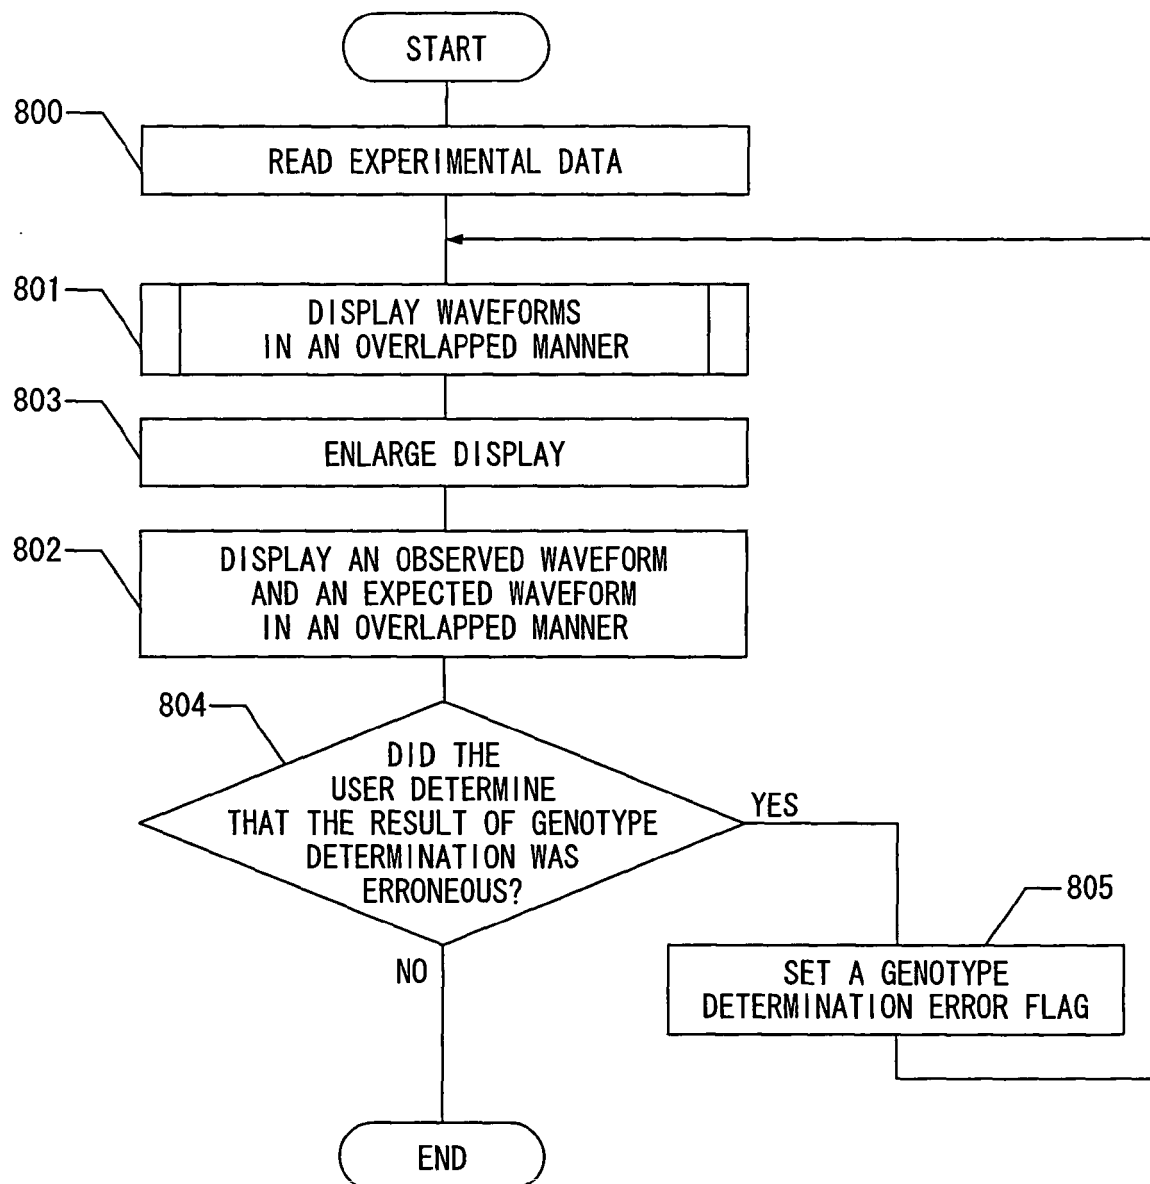 START
800
READ EXPERIMENTAL DATA
801
DISPLAY WAVEFORMS
IN AN OVERLAPPED MANNER
803
ENLARGE DISPLAY
802
DISPLAY AN OBSERVED WAVEFORM
AND AN EXPECTED WAVEFORM
IN AN OVERLAPPED MANNER
804
DID THE
USER DETERMINE
THAT THE RESULT OF GENOTYPE
DETERMINATION WAS
ERRONEOUS?
YES
805
SET A GENOTYPE
DETERMINATION ERROR FLAG
NO
END